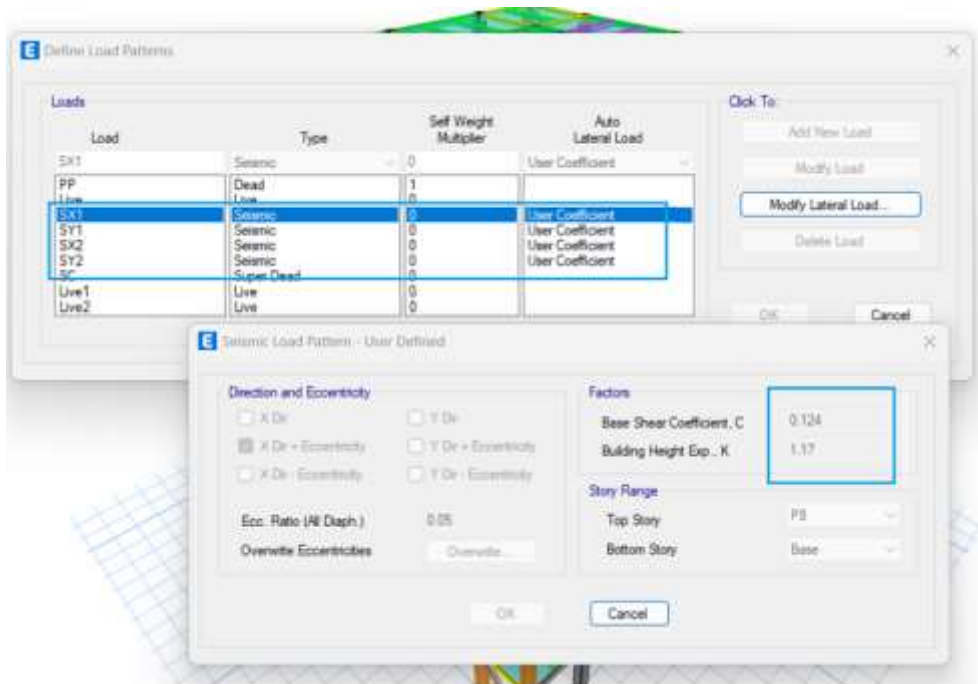 E Define Load Patterns
Loads
Click To:
Load Type Self Weight Multiplier Auto Lateral Load
SX1 Seismic 0 User Coefficient
Add New Load
Modify Load
Modify Lateral Load...
Delete Load
PP Dead 1
Live Live 0
SX1 Seismic 0 User Coefficient
SY1 Seismic 0 User Coefficient
SX2 Seismic 0 User Coefficient
SY2 Seismic 0 User Coefficient
SC Super Dead 0
Live1 Live 0
Live2 Live 0
OK Cancel
E Seismic Load Pattern - User Defined
Direction and Eccentricity
X Dir Y Dir
X Dir + Eccentricity Y Dir + Eccentricity
X Dir - Eccentricity Y Dir - Eccentricity
Ecc. Ratio (All Diaph.) 0.05
Overwrite Eccentricities Overwrite...
Factors
Base Shear Coefficient, C 0.124
Building Height Exp., K 1.17
Story Range
Top Story P8
Bottom Story Base
OK Cancel